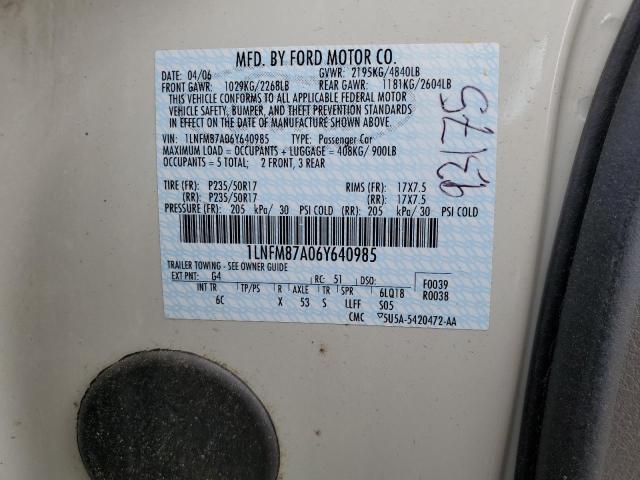 MFD. BY FORD MOTOR CO.
DATE: 04/06 GVWR: 2195KG/4840LB
FRONT GAWR: 1029KG/2268LB REAR GAWR: 1181KG/2604LB
THIS VEHICLE CONFORMS TO ALL APPLICABLE FEDERAL MOTOR
VEHICLE SAFETY, BUMPER, AND THEFT PREVENTION STANDARDS
IN EFFECT ON THE DATE OF MANUFACTURE SHOWN ABOVE.
VIN: 1LNFM87A06Y640985 TYPE: Passenger Car
MAXIMUM LOAD = OCCUPANTS + LUGGAGE = 408KG/ 900LB
OCCUPANTS = 5 TOTAL; 2 FRONT, 3 REAR
TIRE (FR): P235/50R17 RIMS (FR): 17X7.5
(RR): P235/50R17 (RR): 17X7.5
PRESSURE (FR): 205 kPa/ 30 PSI COLD (RR): 205 kPa/ 30 PSI COLD
1LNFM87A06Y640985
TRAILER TOWING - SEE OWNER GUIDE
EXT PNT: G4 RC: 51 DSO: F0039
INT TR TP/PS R AXLE TR SPR 6LQ18 R0038
6C X 53 S LLFF S05
CMC ▽5U5A-5420472-AA